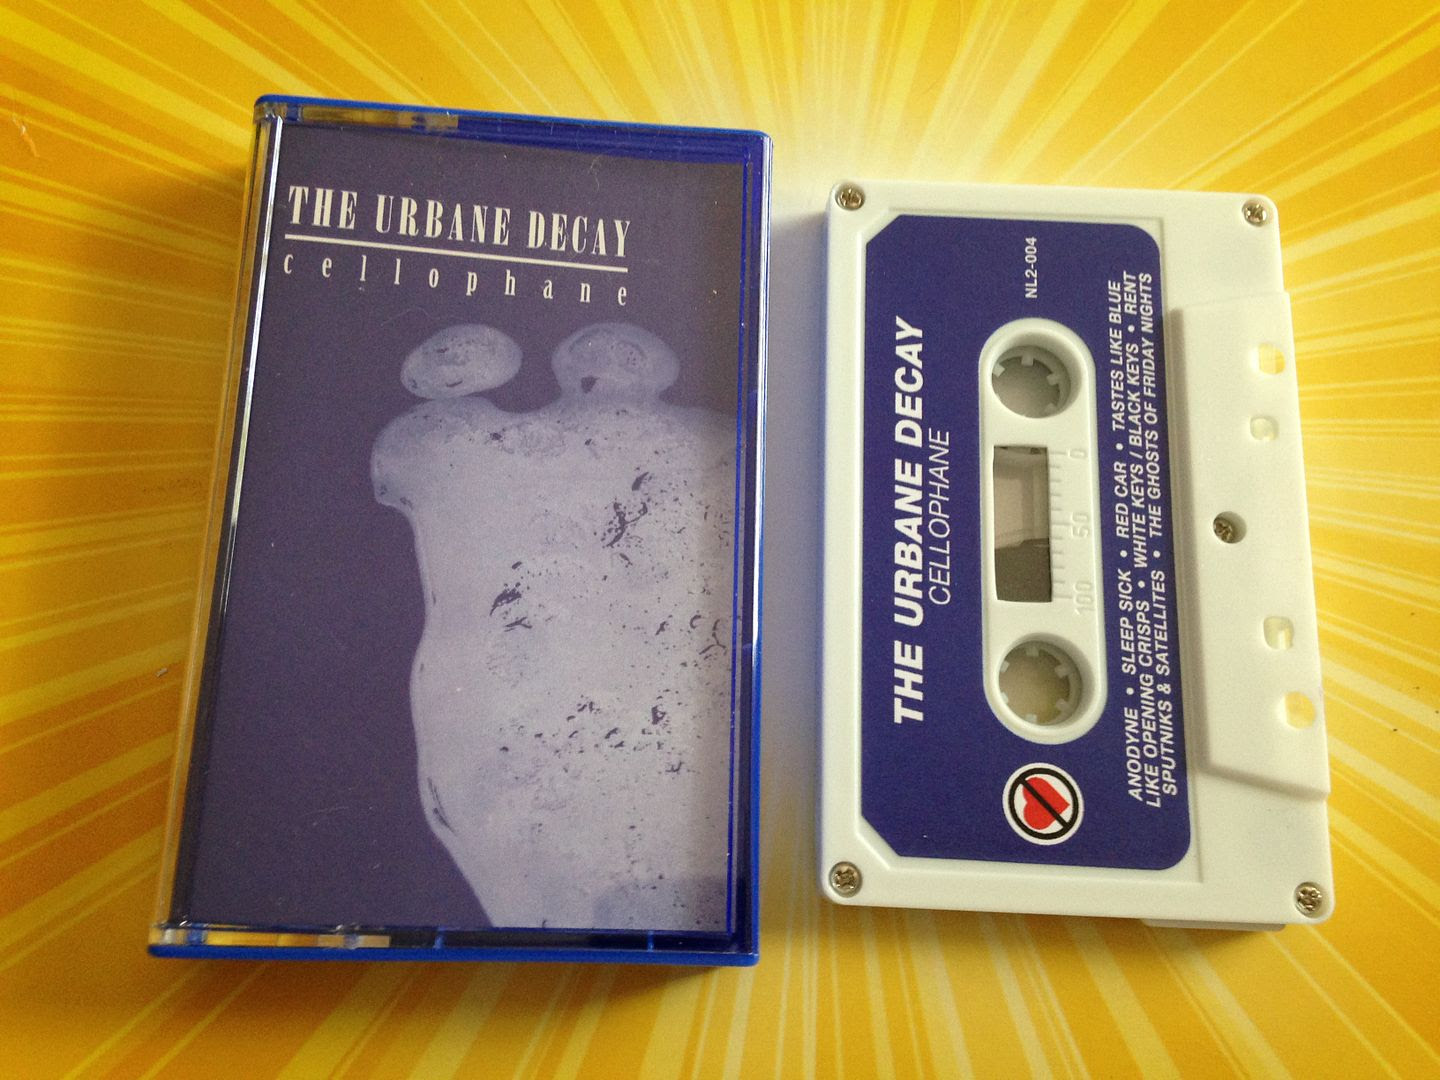 THE URBANE DECAY
cellophane
THE URBANE DECAY
CELLOPHANE
NL2-004
0
50
100
ANODYNE • SLEEP SICK • RED CAR • TASTES LIKE BLUE
LIKE OPENING CRISPS • WHITE KEYS / BLACK KEYS • RENT
SPUTNIKS & SATELLITES • THE GHOSTS OF FRIDAY NIGHTS